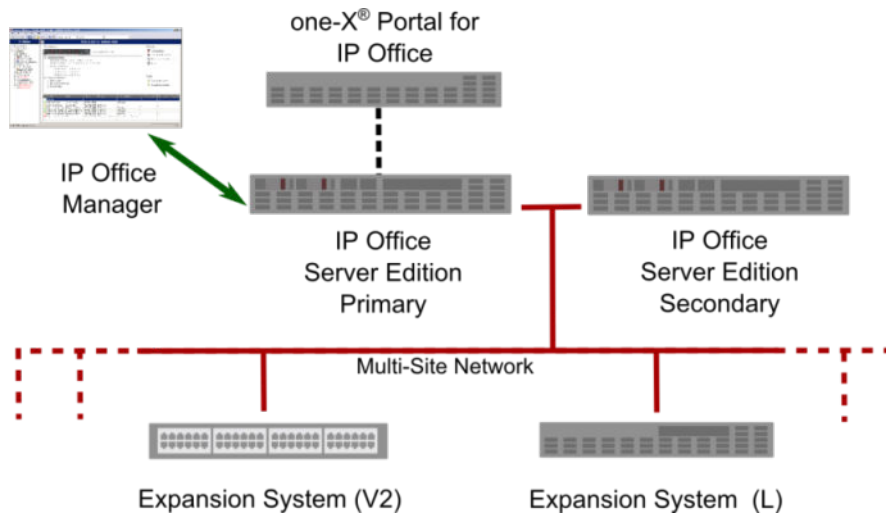 one-X® Portal for
IP Office
IP Office
Manager
IP Office
Server Edition
Primary
IP Office
Server Edition
Secondary
Multi-Site Network
Expansion System (V2)
Expansion System (L)